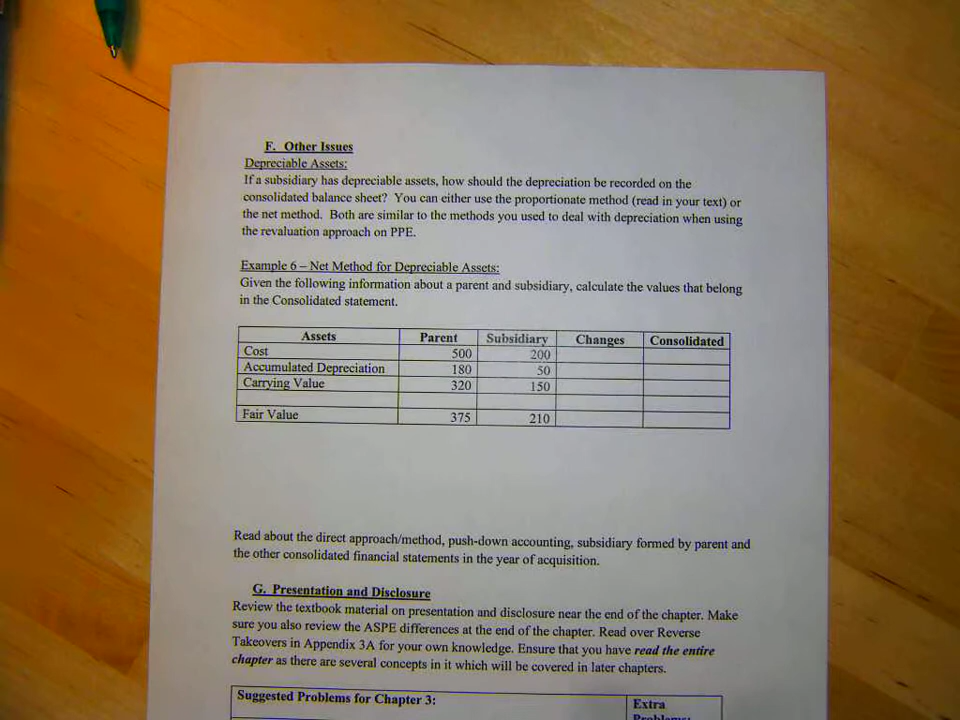 F. Other Issues
Depreciable Assets:
If a subsidiary has depreciable assets, how should the depreciation be recorded on the
consolidated balance sheet? You can either use the proportionate method (read in your text) or
the net method. Both are similar to the methods you used to deal with depreciation when using
the revaluation approach on PPE.
Example 6 – Net Method for Depreciable Assets:
Given the following information about a parent and subsidiary, calculate the values that belong
in the Consolidated statement.
Assets Parent Subsidiary Changes Consolidated
Cost 500 200
Accumulated Depreciation 180 50
Carrying Value 320 150
Fair Value 375 210
Read about the direct approach/method, push-down accounting, subsidiary formed by parent and
the other consolidated financial statements in the year of acquisition.
G. Presentation and Disclosure
Review the textbook material on presentation and disclosure near the end of the chapter. Make
sure you also review the ASPE differences at the end of the chapter. Read over Reverse
Takeovers in Appendix 3A for your own knowledge. Ensure that you have read the entire
chapter as there are several concepts in it which will be covered in later chapters.
Suggested Problems for Chapter 3: Extra